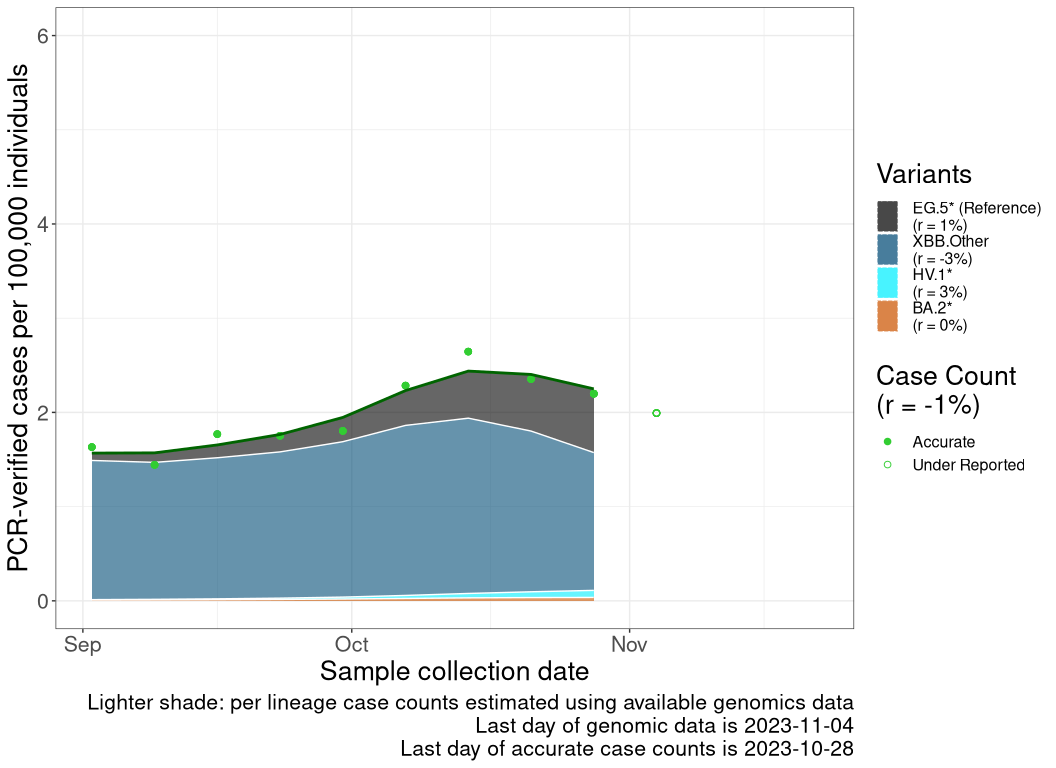 PCR-verified cases per 100,000 individuals
6
4
2
0
Sep
Oct
Nov
Sample collection date
Lighter shade: per lineage case counts estimated using available genomics data
Last day of genomic data is 2023-11-04
Last day of accurate case counts is 2023-10-28
Variants
EG.5* (Reference)
(r = 1%)
XBB.Other
(r = -3%)
HV.1*
(r = 3%)
BA.2*
(r = 0%)
Case Count
(r = -1%)
Accurate
Under Reported